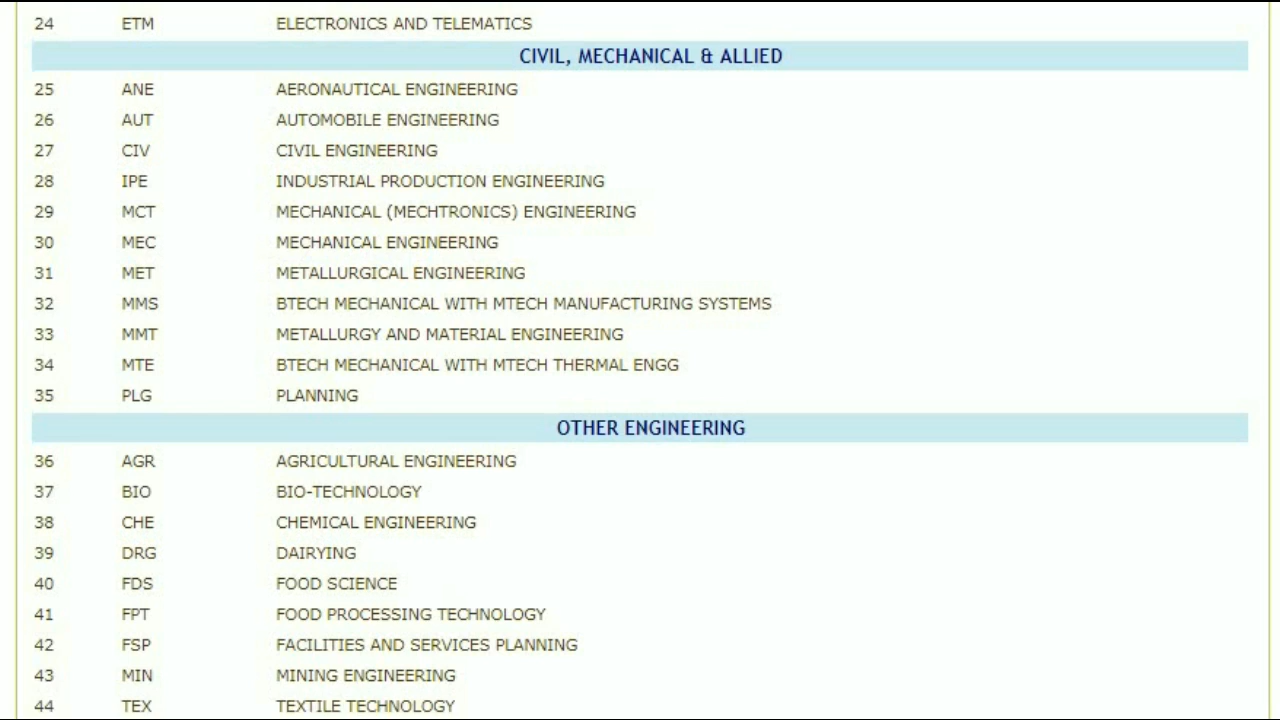 24 ETM ELECTRONICS AND TELEMATICS
CIVIL, MECHANICAL & ALLIED
25 ANE AERONAUTICAL ENGINEERING
26 AUT AUTOMOBILE ENGINEERING
27 CIV CIVIL ENGINEERING
28 IPE INDUSTRIAL PRODUCTION ENGINEERING
29 MCT MECHANICAL (MECHTRONICS) ENGINEERING
30 MEC MECHANICAL ENGINEERING
31 MET METALLURGICAL ENGINEERING
32 MMS BTECH MECHANICAL WITH MTECH MANUFACTURING SYSTEMS
33 MMT METALLURGY AND MATERIAL ENGINEERING
34 MTE BTECH MECHANICAL WITH MTECH THERMAL ENGG
35 PLG PLANNING
OTHER ENGINEERING
36 AGR AGRICULTURAL ENGINEERING
37 BIO BIO-TECHNOLOGY
38 CHE CHEMICAL ENGINEERING
39 DRG DAIRYING
40 FDS FOOD SCIENCE
41 FPT FOOD PROCESSING TECHNOLOGY
42 FSP FACILITIES AND SERVICES PLANNING
43 MIN MINING ENGINEERING
44 TEX TEXTILE TECHNOLOGY